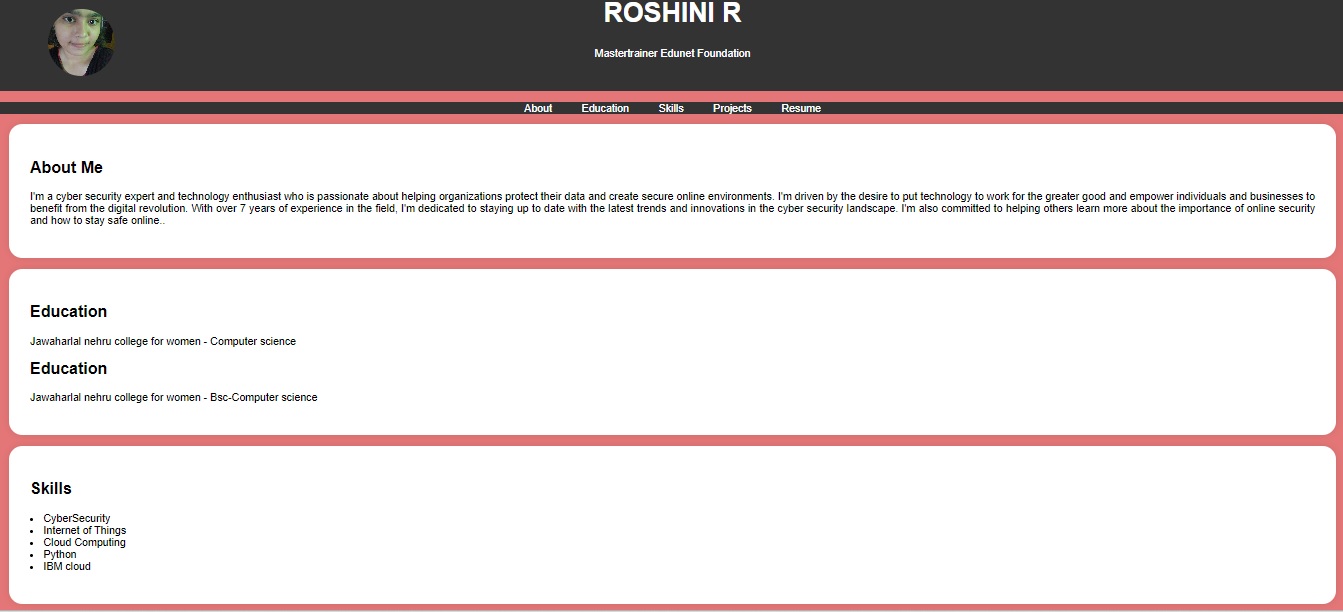 ROSHINI R
Mastertrainer Edunet Foundation
About Education Skills Projects Resume
About Me
I'm a cyber security expert and technology enthusiast who is passionate about helping organizations protect their data and create secure online environments. I'm driven by the desire to put technology to work for the greater good and empower individuals and businesses to
benefit from the digital revolution. With over 7 years of experience in the field, I'm dedicated to staying up to date with the latest trends and innovations in the cyber security landscape. I'm also committed to helping others learn more about the importance of online security
and how to stay safe online..
Education
Jawaharlal nehru college for women - Computer science
Education
Jawaharlal nehru college for women - Bsc-Computer science
Skills
• CyberSecurity
• Internet of Things
• Cloud Computing
• Python
• IBM cloud